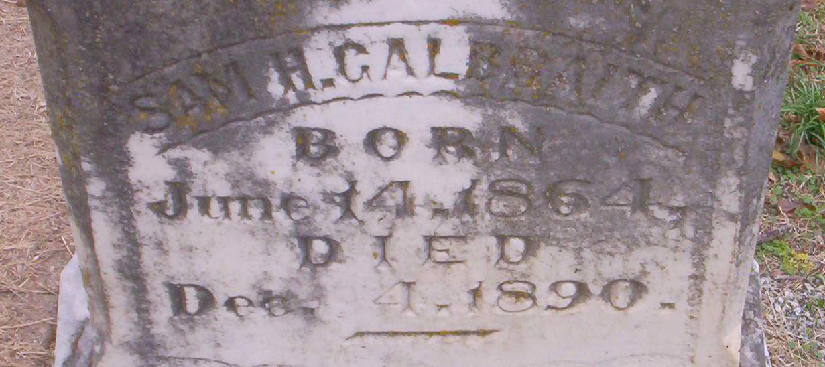 SAM H. GALBRAITH
BORN
June 14, 1864,
DIED
Dec. 4, 1890.